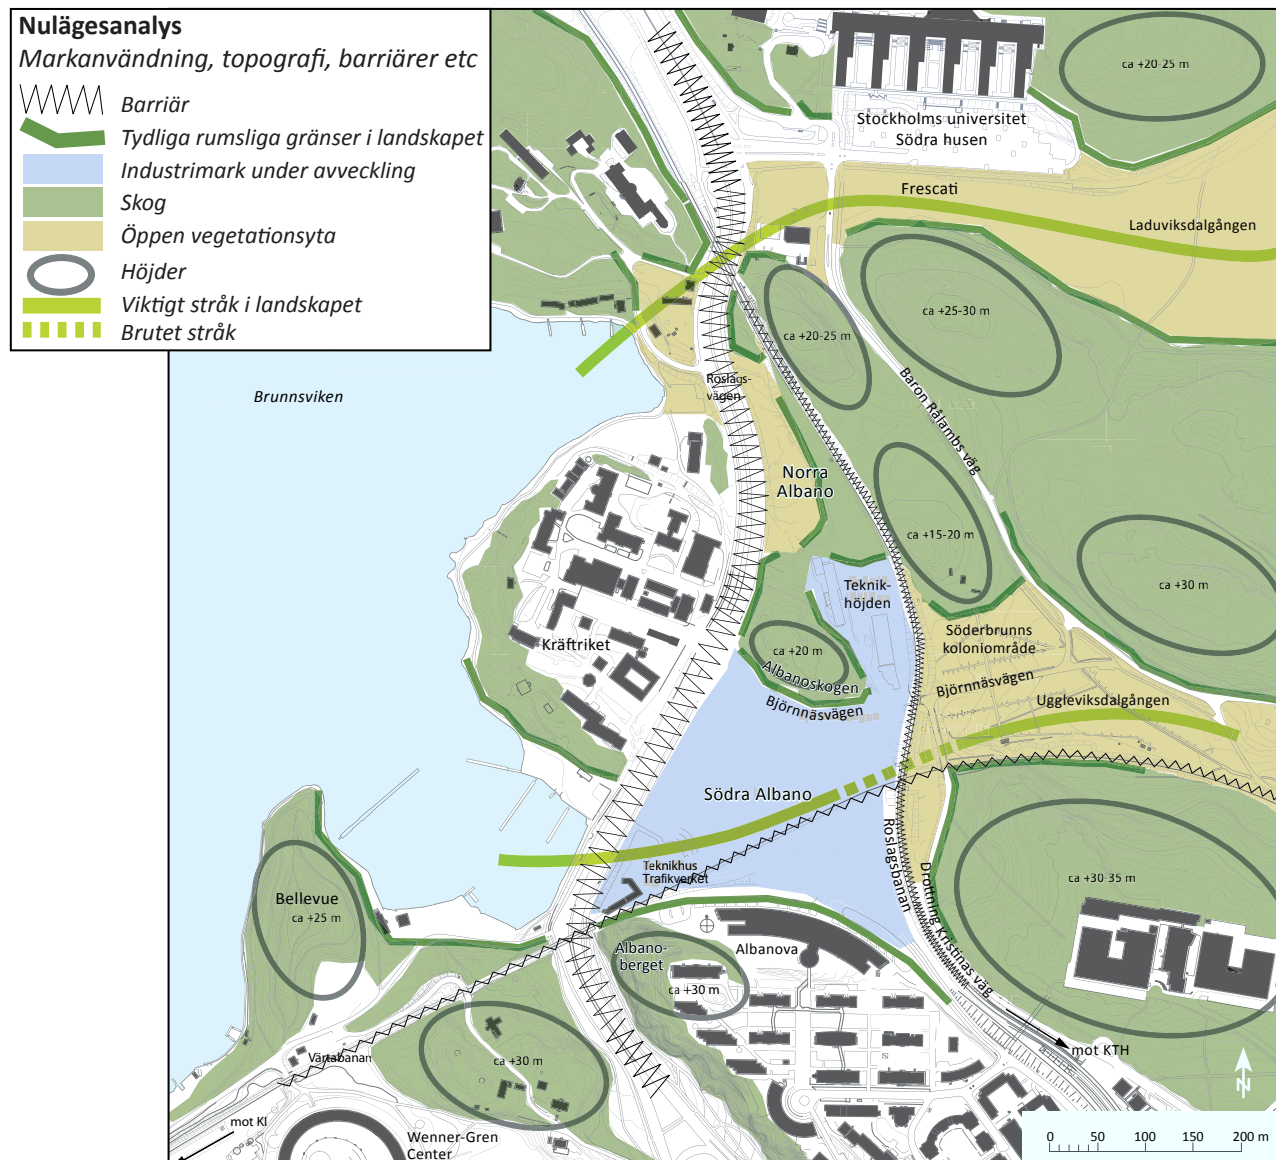 Nulägesanalys
Markanvändning, topografi, barriärer etc
Barriär
Tydliga rumsliga gränser i landskapet
Industrimark under avveckling
Skog
Öppen vegetationsyta
Höjder
Viktigt stråk i landskapet
Brutet stråk
ca +20-25 m
Stockholms universitet
Södra husen
Frescati
Laduviksdalgången
ca +25-30 m
ca +20-25 m
Brunnsviken
Roslags-
vägen
Baron Rålambs väg
Norra
Albano
ca +15-20 m
ca +30 m
Teknik-
höjden
Kräftriket
ca +20 m
Albanoskogen
Björnnäsvägen
Söderbrunns
koloniområde
Björnnäsvägen
Uggleviksdalgången
Södra Albano
Roslagsbanan
Drottning Kristinas väg
Teknikhus
Trafikverket
ca +30-35 m
Bellevue
ca +25 m
Albano-
berget
Albanova
ca +30 m
Värtabanan
ca +30 m
mot KTH
mot KI
Wenner-Gren
Center
N
0 50 100 150 200 m